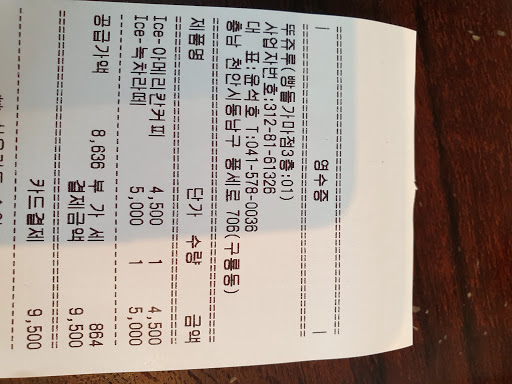 영수증
뚜쥬루(빵돌가마점3층:01)
사업자번호:312-81-61326
대 표:윤석호 T:041-578-0036
충남 천안시동남구 풍세로 706(구룡동)
제품명 단가 수량 금액
Ice-아메리칸커피 4,500 1 4,500
Ice-녹차라떼 5,000 1 5,000
공급가액 8,636 부 가 세 864
결제금액 9,500
카드결제 9,500